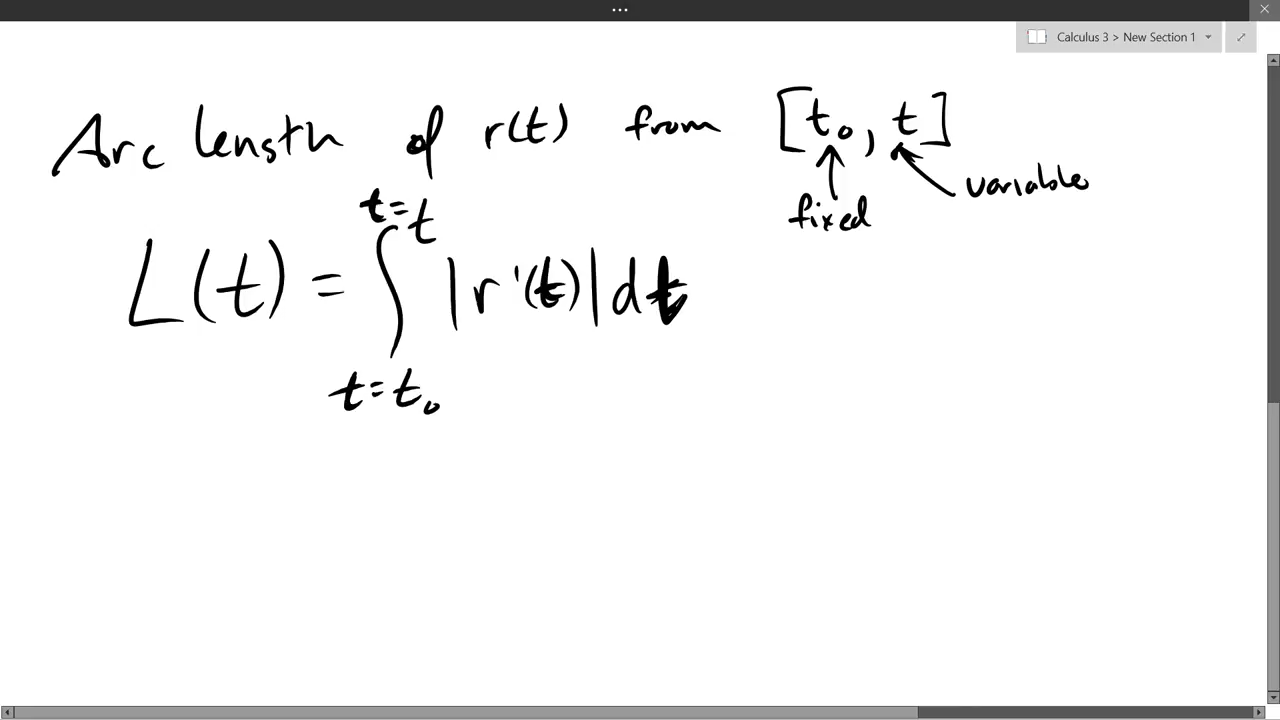 ...
Calculus 3 > New Section 1
Arc length of r(t) from [t₀, t]
fixed
variable
t=t
L(t) = ∫ |r'(t)| dt
t=t₀